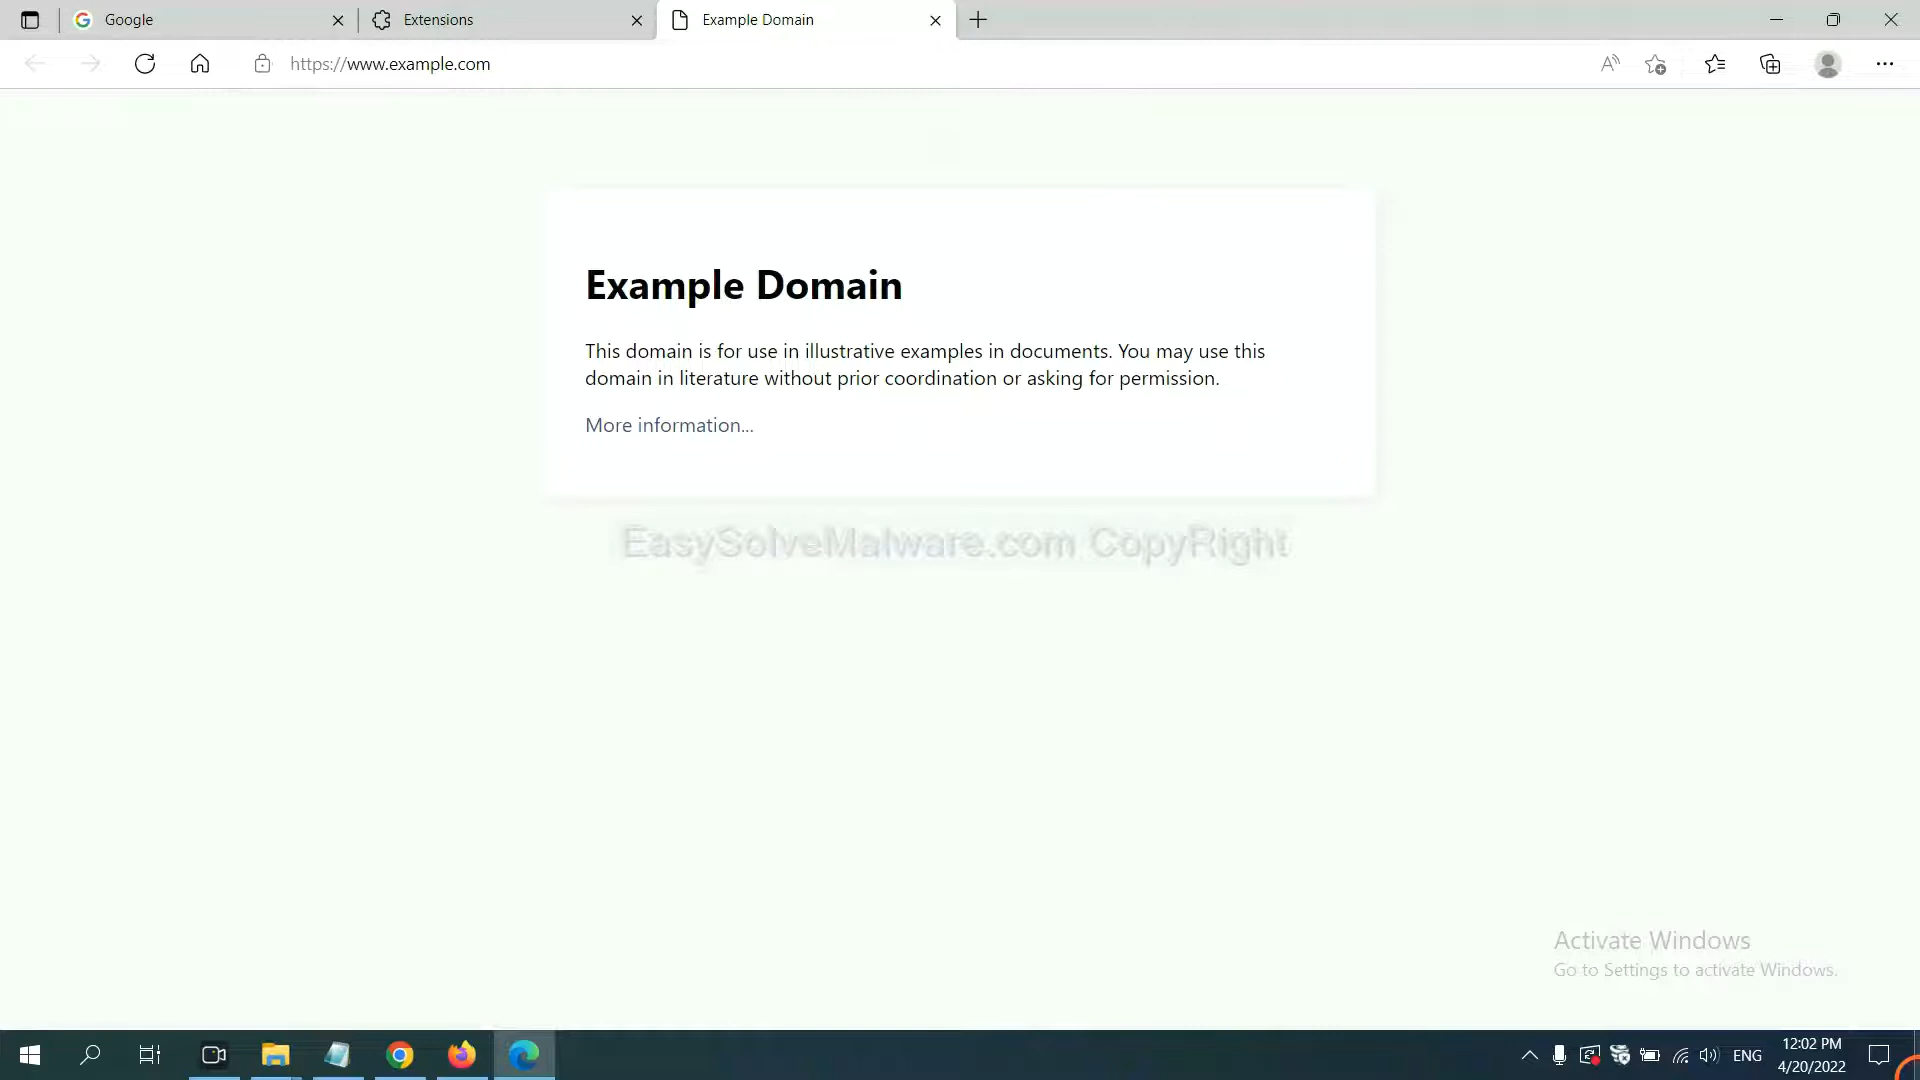 Google
Extensions
Example Domain
https://www.example.com
Example Domain
This domain is for use in illustrative examples in documents. You may use this
domain in literature without prior coordination or asking for permission.
More information...
EasySolveMalware.com CopyRight
Activate Windows
Go to Settings to activate Windows.
ENG
12:02 PM
4/20/2022